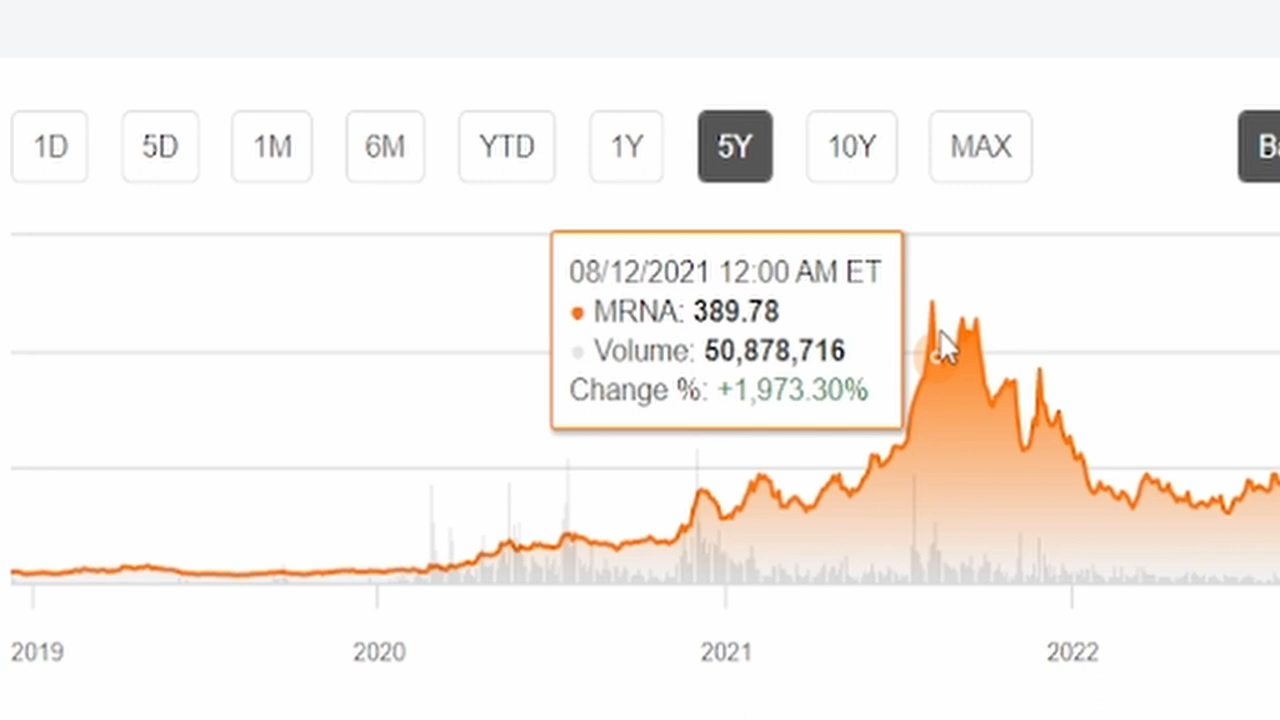 1D 5D 1M 6M YTD 1Y 5Y 10Y MAX
08/12/2021 12:00 AM ET
MRNA: 389.78
Volume: 50,878,716
Change %: +1,973.30%
2019 2020 2021 2022